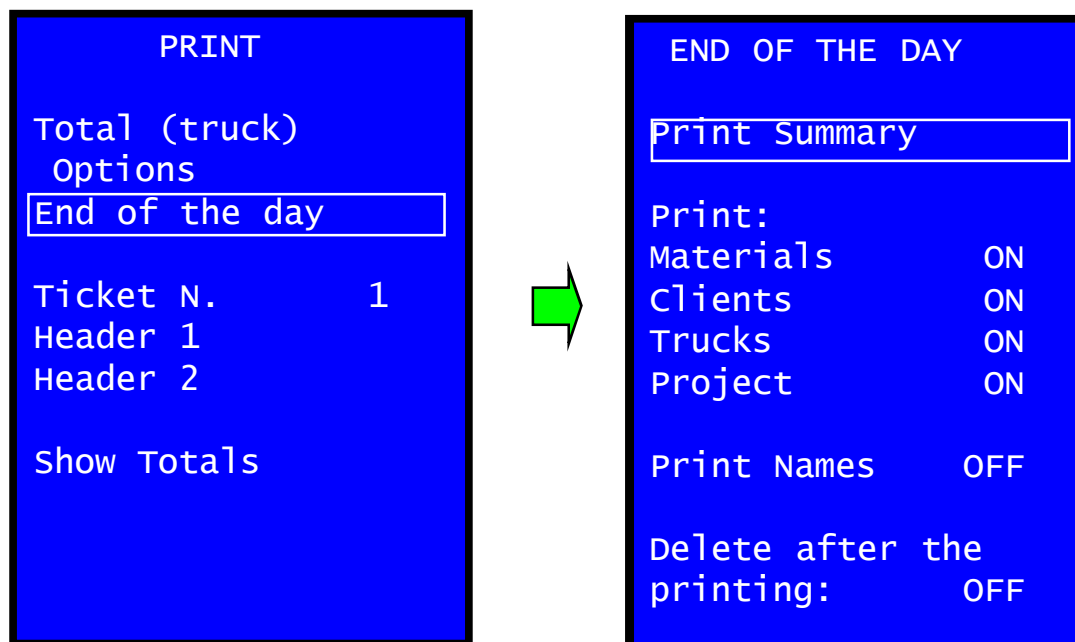 PRINT
Total (truck)
Options
End of the day
Ticket N. 1
Header 1
Header 2
Show Totals
END OF THE DAY
Print Summary
Print:
Materials ON
Clients ON
Trucks ON
Project ON
Print Names OFF
Delete after the
printing: OFF